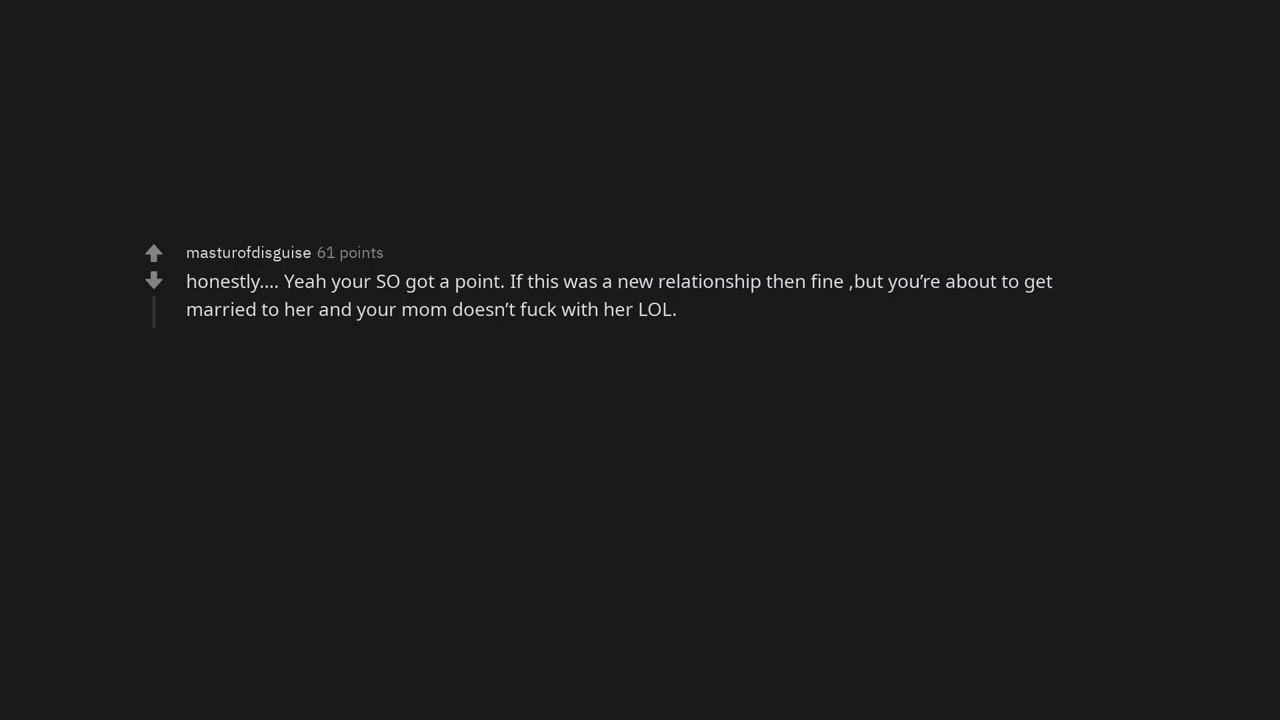 masturofdisguise 61 points
honestly.... Yeah your SO got a point. If this was a new relationship then fine ,but you’re about to get
married to her and your mom doesn’t fuck with her LOL.